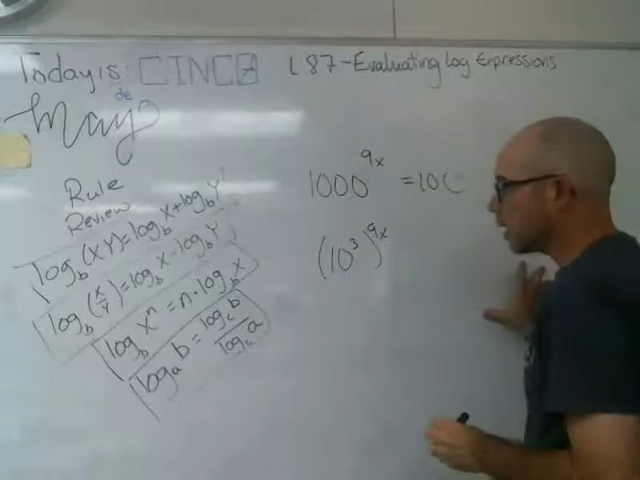 Today is: CINCO L87-Evaluating Log Expressions
de
Mayo
Rule
Review
log_b (XY) = log_b X + log_b Y
log_b (X/Y) = log_b X - log_b Y
log_b X^n = n · log_b X
log_a b = log_c b / log_c a
1000^9x = 10
(10^3)^9x